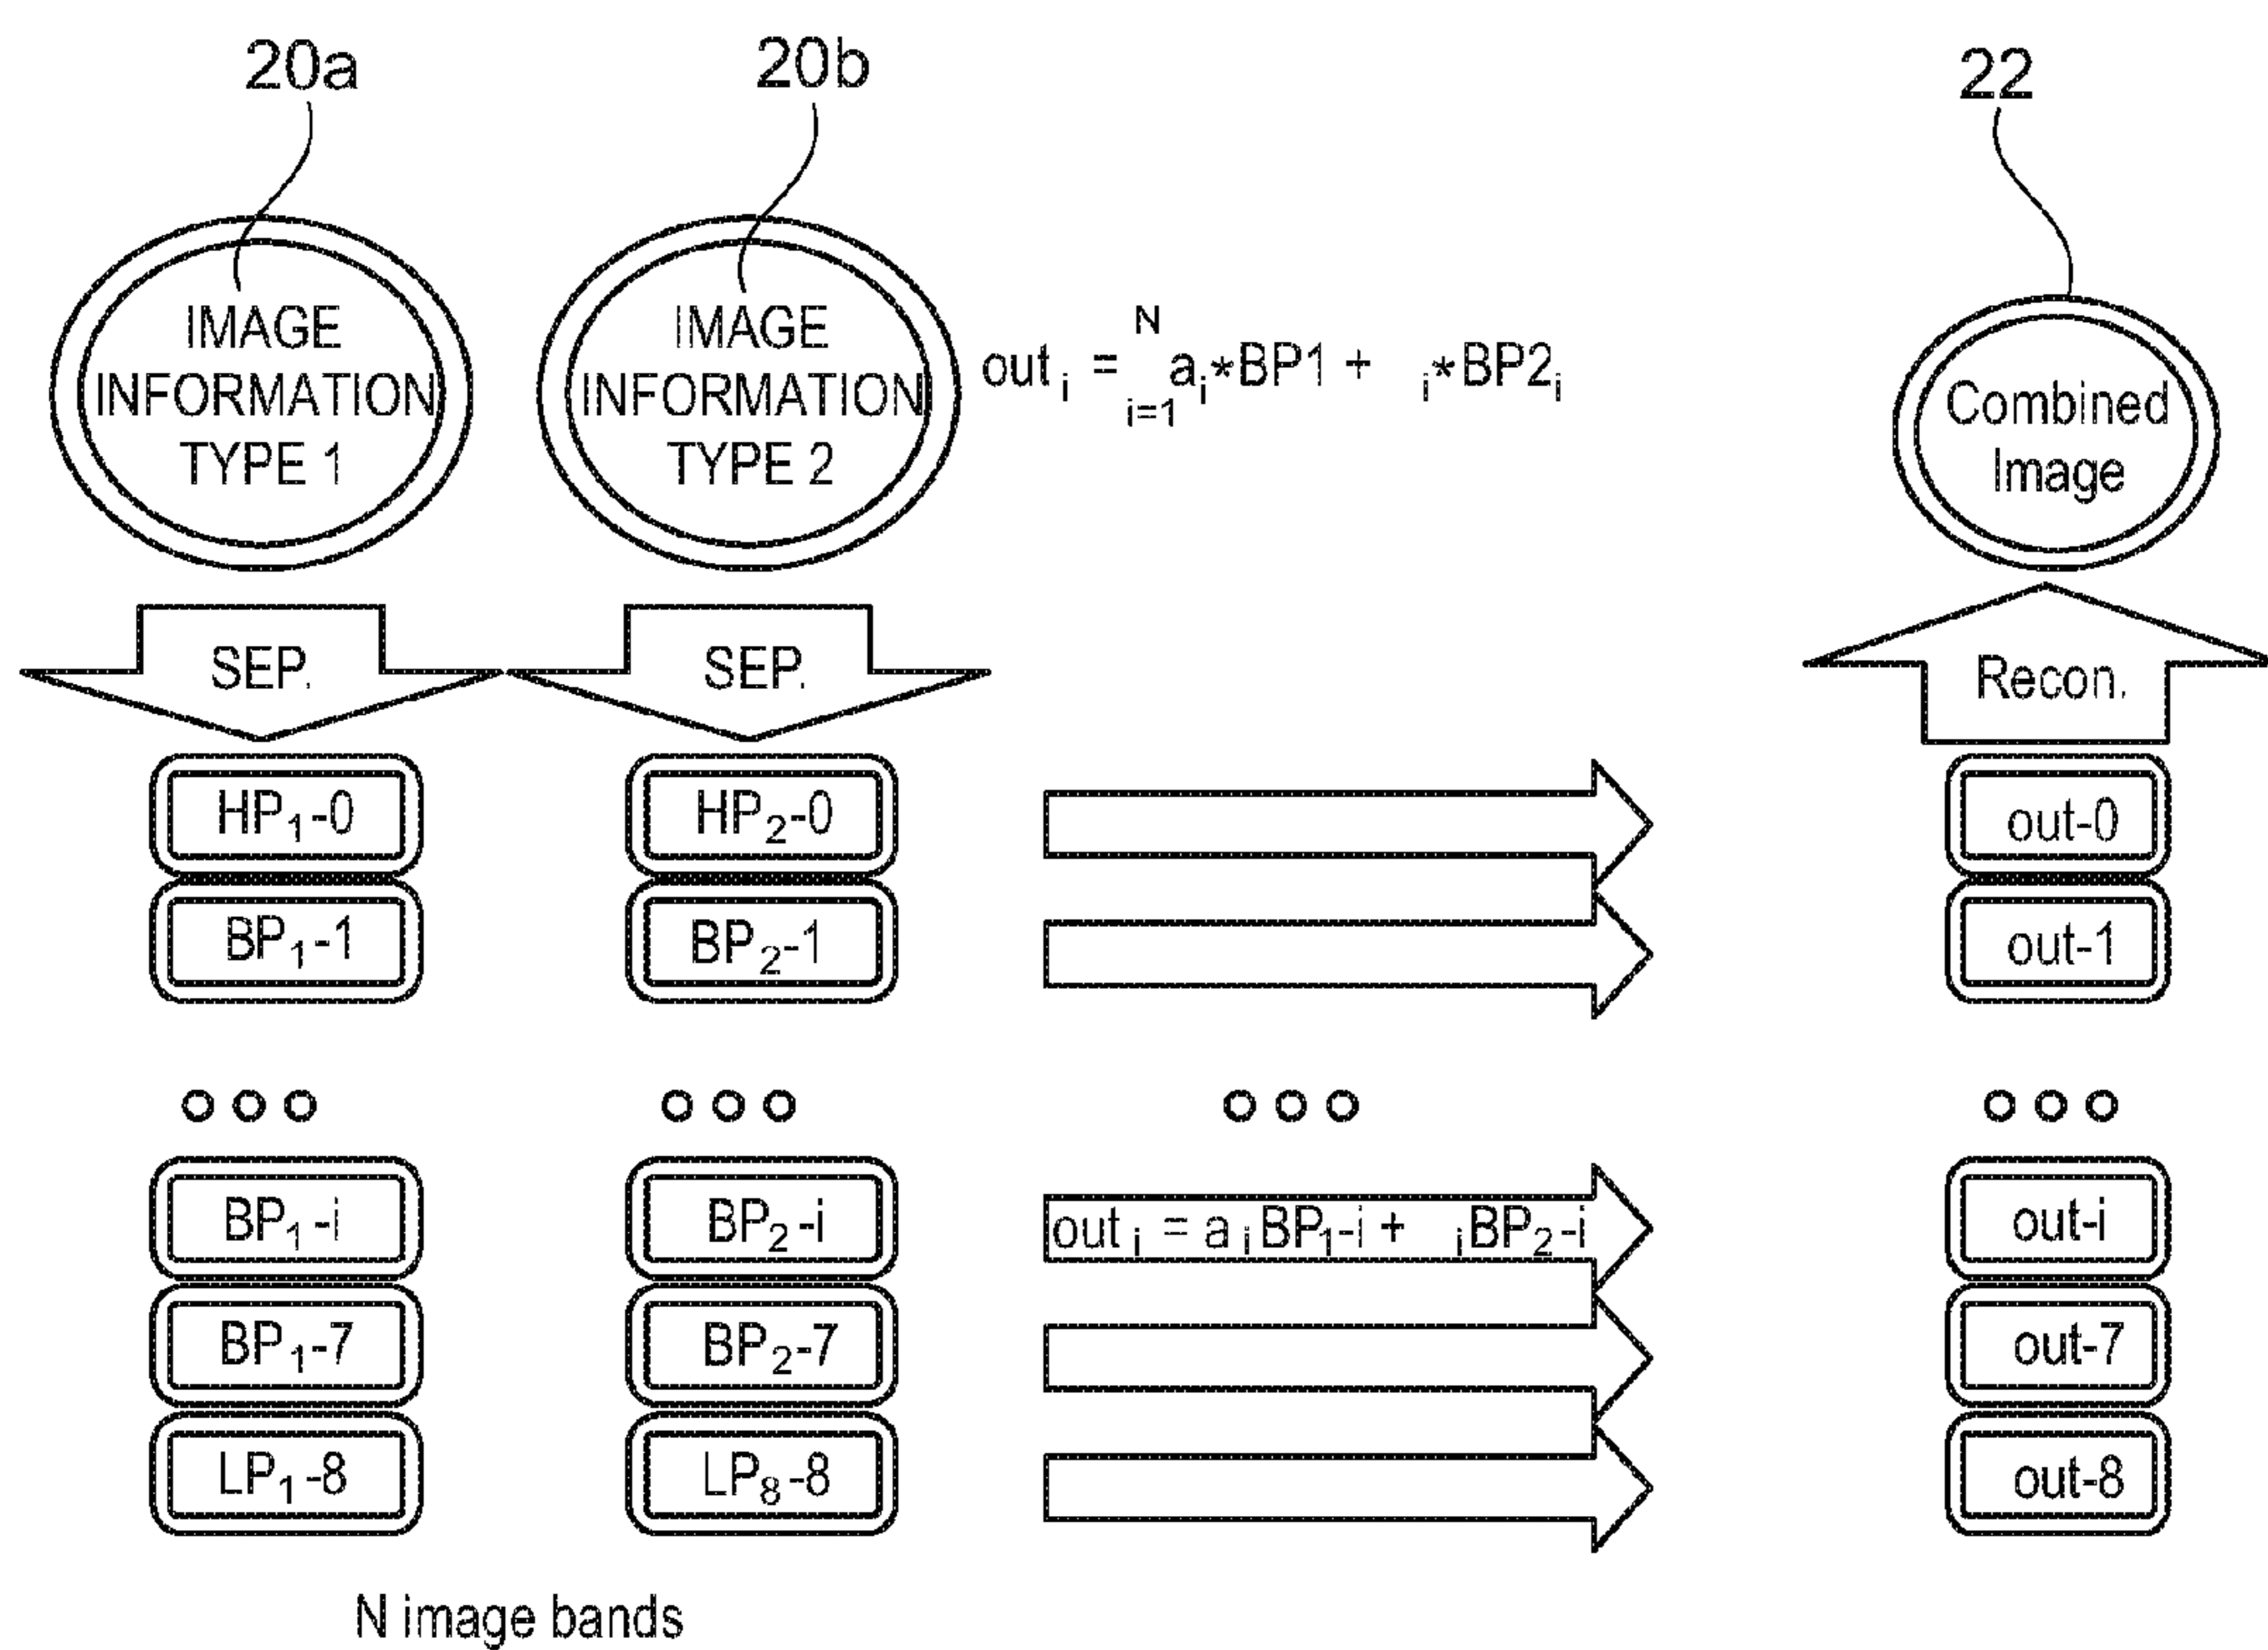 20a
20b
22
IMAGE
INFORMATION
TYPE 1
IMAGE
INFORMATION
TYPE 2
N
out i = a i * BP1 + i * BP2 i
i=1
Combined
Image
SEP.
SEP.
Recon.
HP1-0
HP2-0
out-0
BP1-1
BP2-1
out-1
BP1-i
BP2-i
out i = a i BP1-i + i BP2-i
out-i
BP1-7
BP2-7
out-7
LP1-8
LP8-8
out-8
N image bands